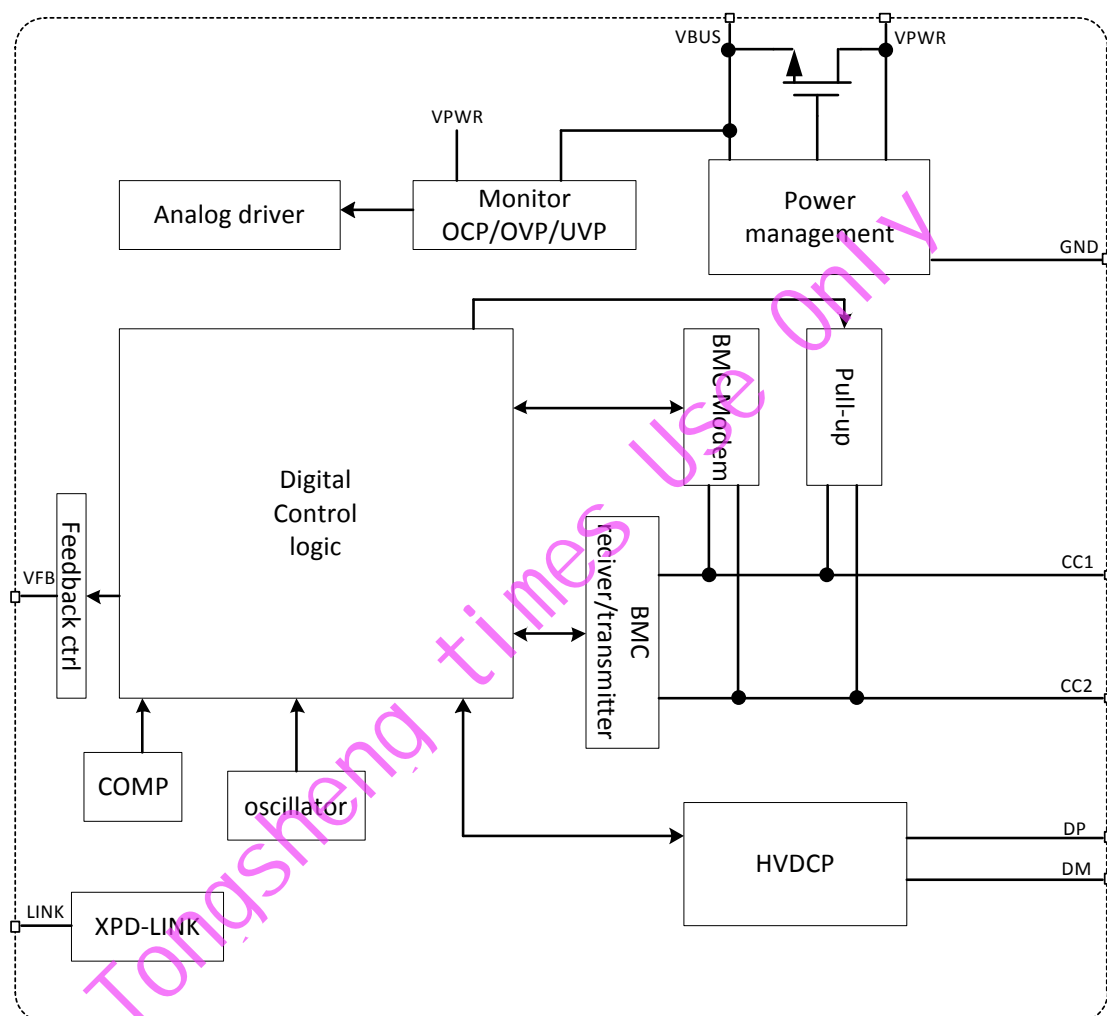 VBUS
VPWR
VPWR
Analog driver
Monitor
OCP/OVP/UVP
Power
management
GND
BMC Modem
Pull-up
Digital
Control
logic
Feedback ctrl
VFB
BMC
reciver/transmitter
CC1
CC2
COMP
oscillator
HVDCP
DP
DM
LINK
XPD-LINK
Tongsheng times Use Only